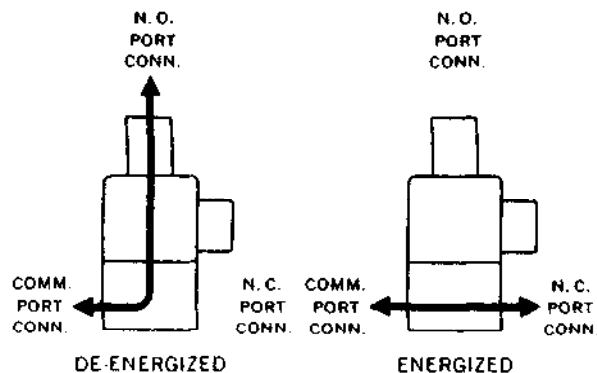 N. O.
PORT
CONN.
N. O.
PORT
CONN.
COMM.
PORT
CONN.
N. C.
PORT
CONN.
COMM.
PORT
CONN.
N. C.
PORT
CONN.
DE-ENERGIZED
ENERGIZED